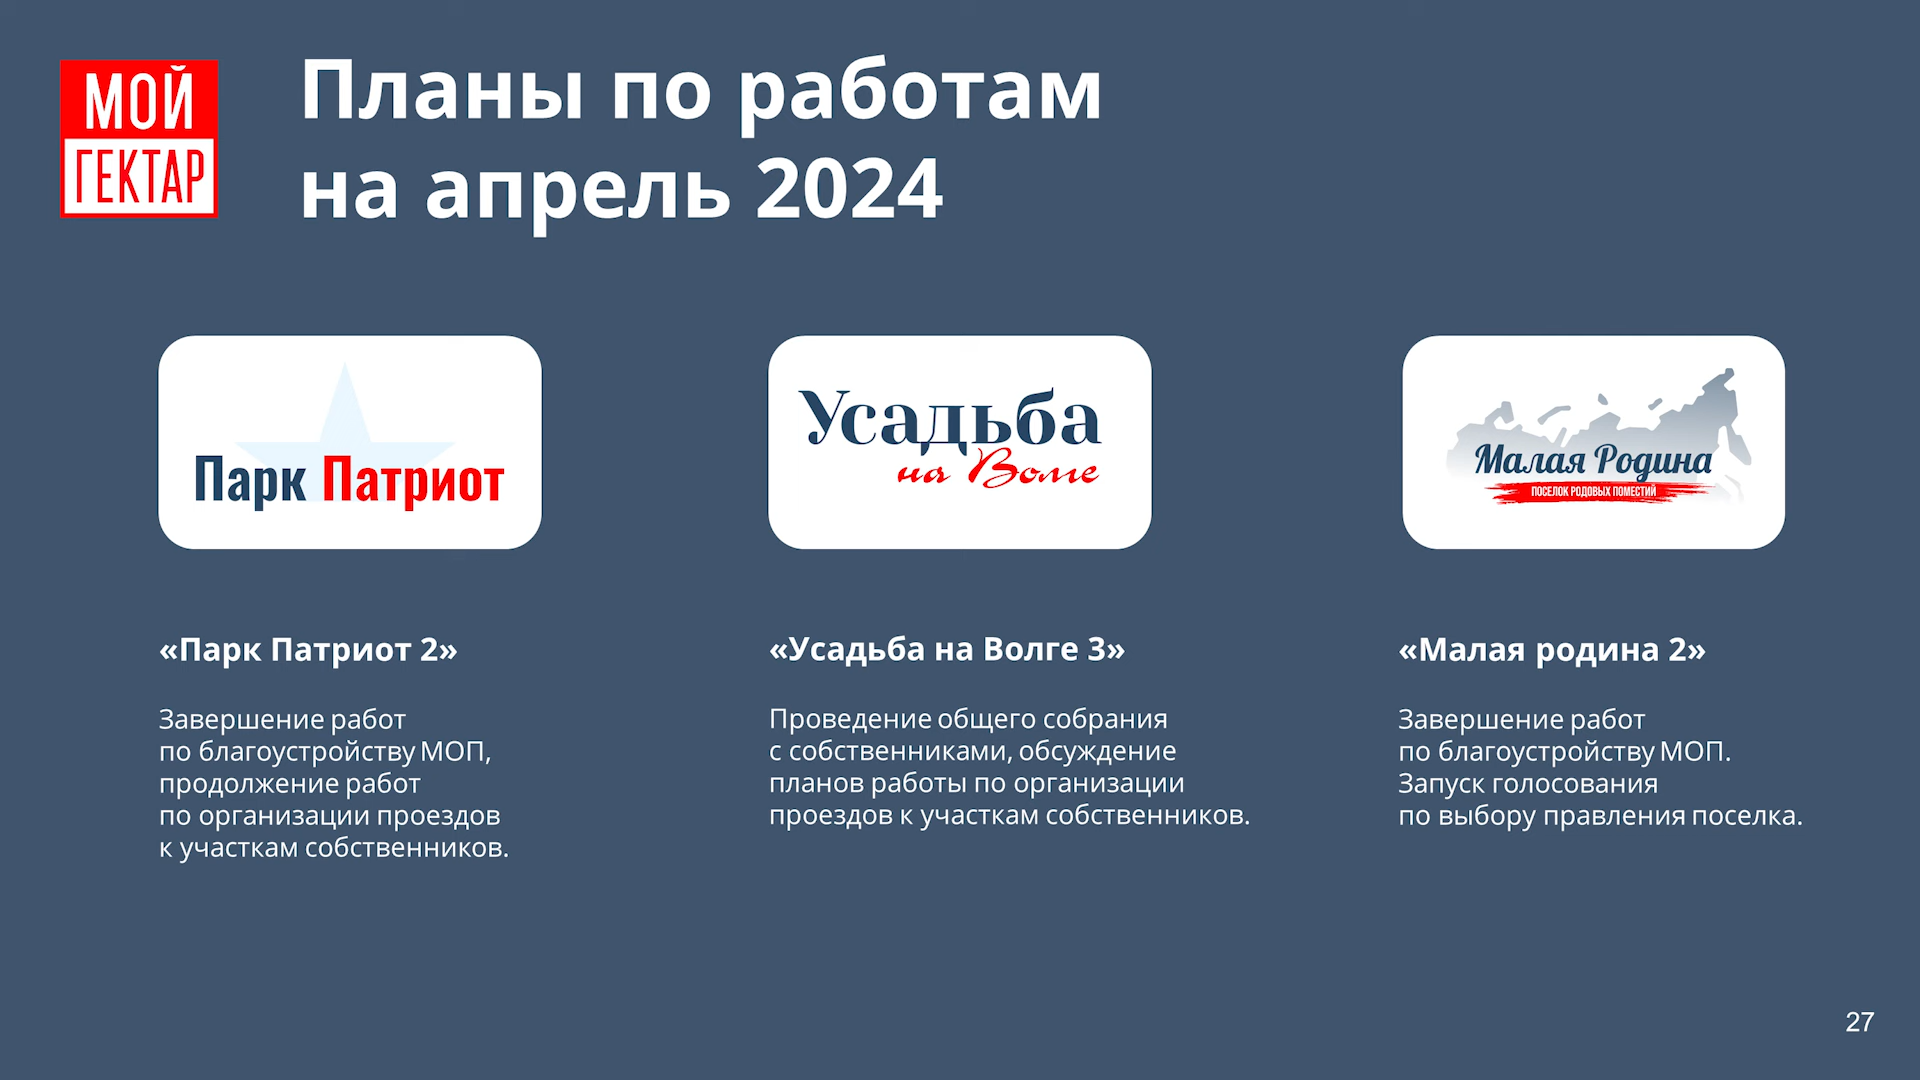 МОЙ
ГЕКТАР
Планы по работам
на апрель 2024
Парк Патриот
Усадьба
на Волге
Малая Родина
ПОСЕЛОК РОДОВЫХ ПОМЕСТИЙ
«Парк Патриот 2»
Завершение работ
по благоустройству МОП,
продолжение работ
по организации проездов
к участкам собственников.
«Усадьба на Волге 3»
Проведение общего собрания
с собственниками, обсуждение
планов работы по организации
проездов к участкам собственников.
«Малая родина 2»
Завершение работ
по благоустройству МОП.
Запуск голосования
по выбору правления поселка.
27